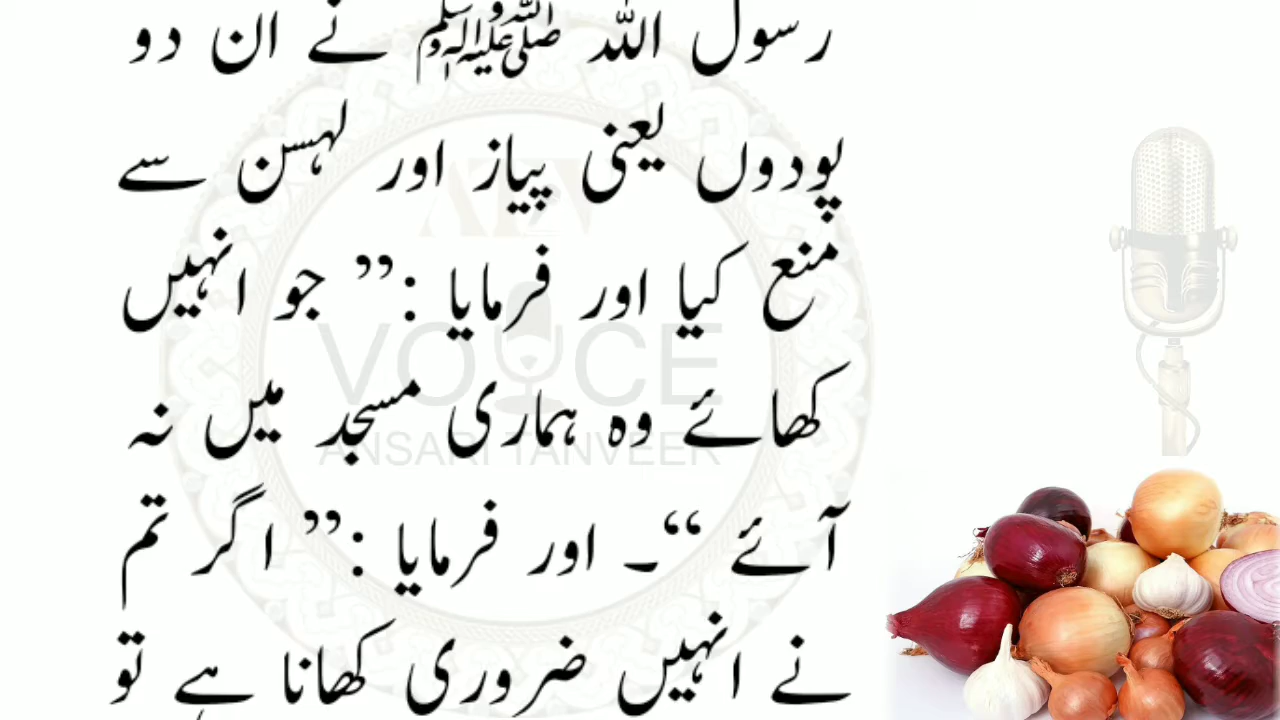 رسول اللہ ﷺ نے ان دو
پودوں یعنی پیاز اور لہسن سے
منع کیا اور فرمایا :” جو انہیں
کھائے وہ ہماری مسجد میں نہ
آئے “۔ اور فرمایا :” اگر تم
نے انہیں ضروری کھانا ہے تو
VOICE
ANSARI TANVEER